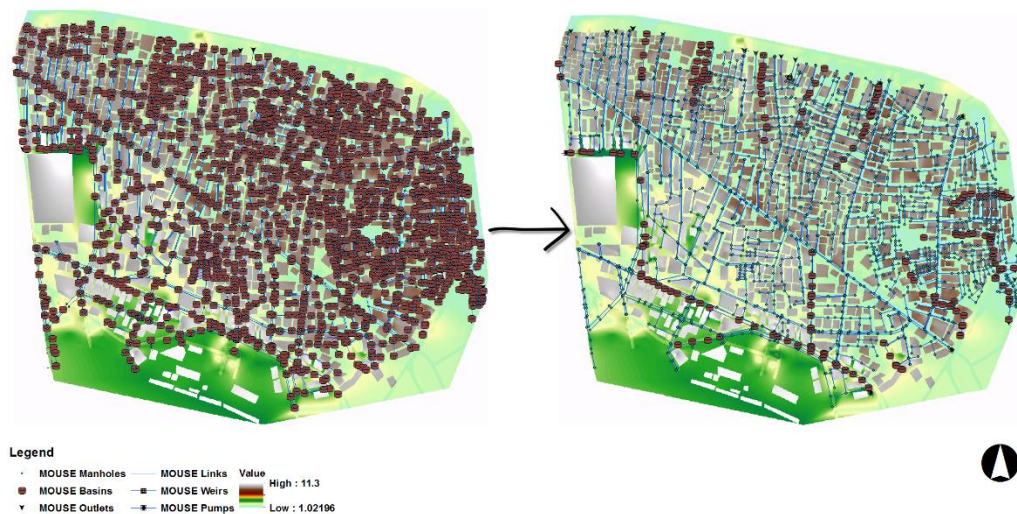 Legend
MOUSE Manholes
MOUSE Basins
MOUSE Outlets
MOUSE Links
MOUSE Weirs
MOUSE Pumps
Value
High : 11.3
Low : 1.02196